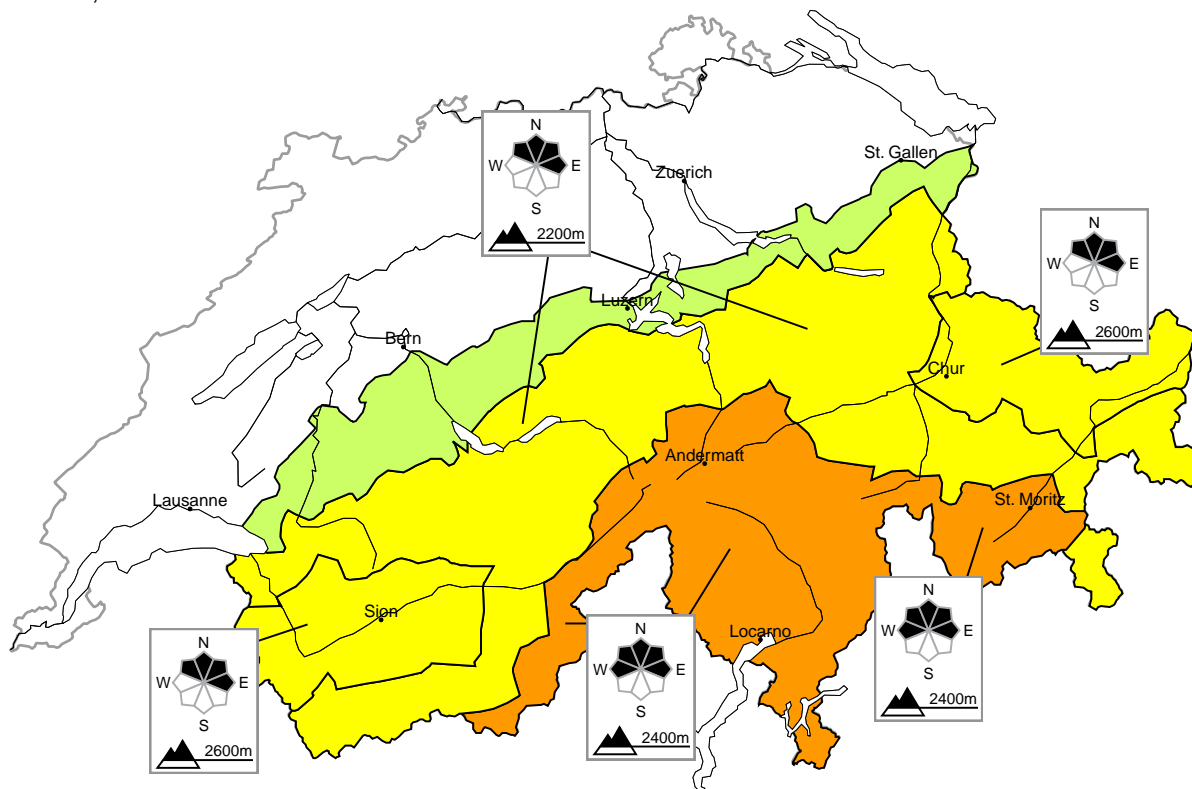 N
W E
S
2200m
St. Gallen
Zuerich
N
W E
S
2600m
Luzern
Bern
Chur
Andermatt
Lausanne
St. Moritz
N
W E
S
2400m
Sion
Locarno
N
W E
S
2600m
N
W E
S
2400m